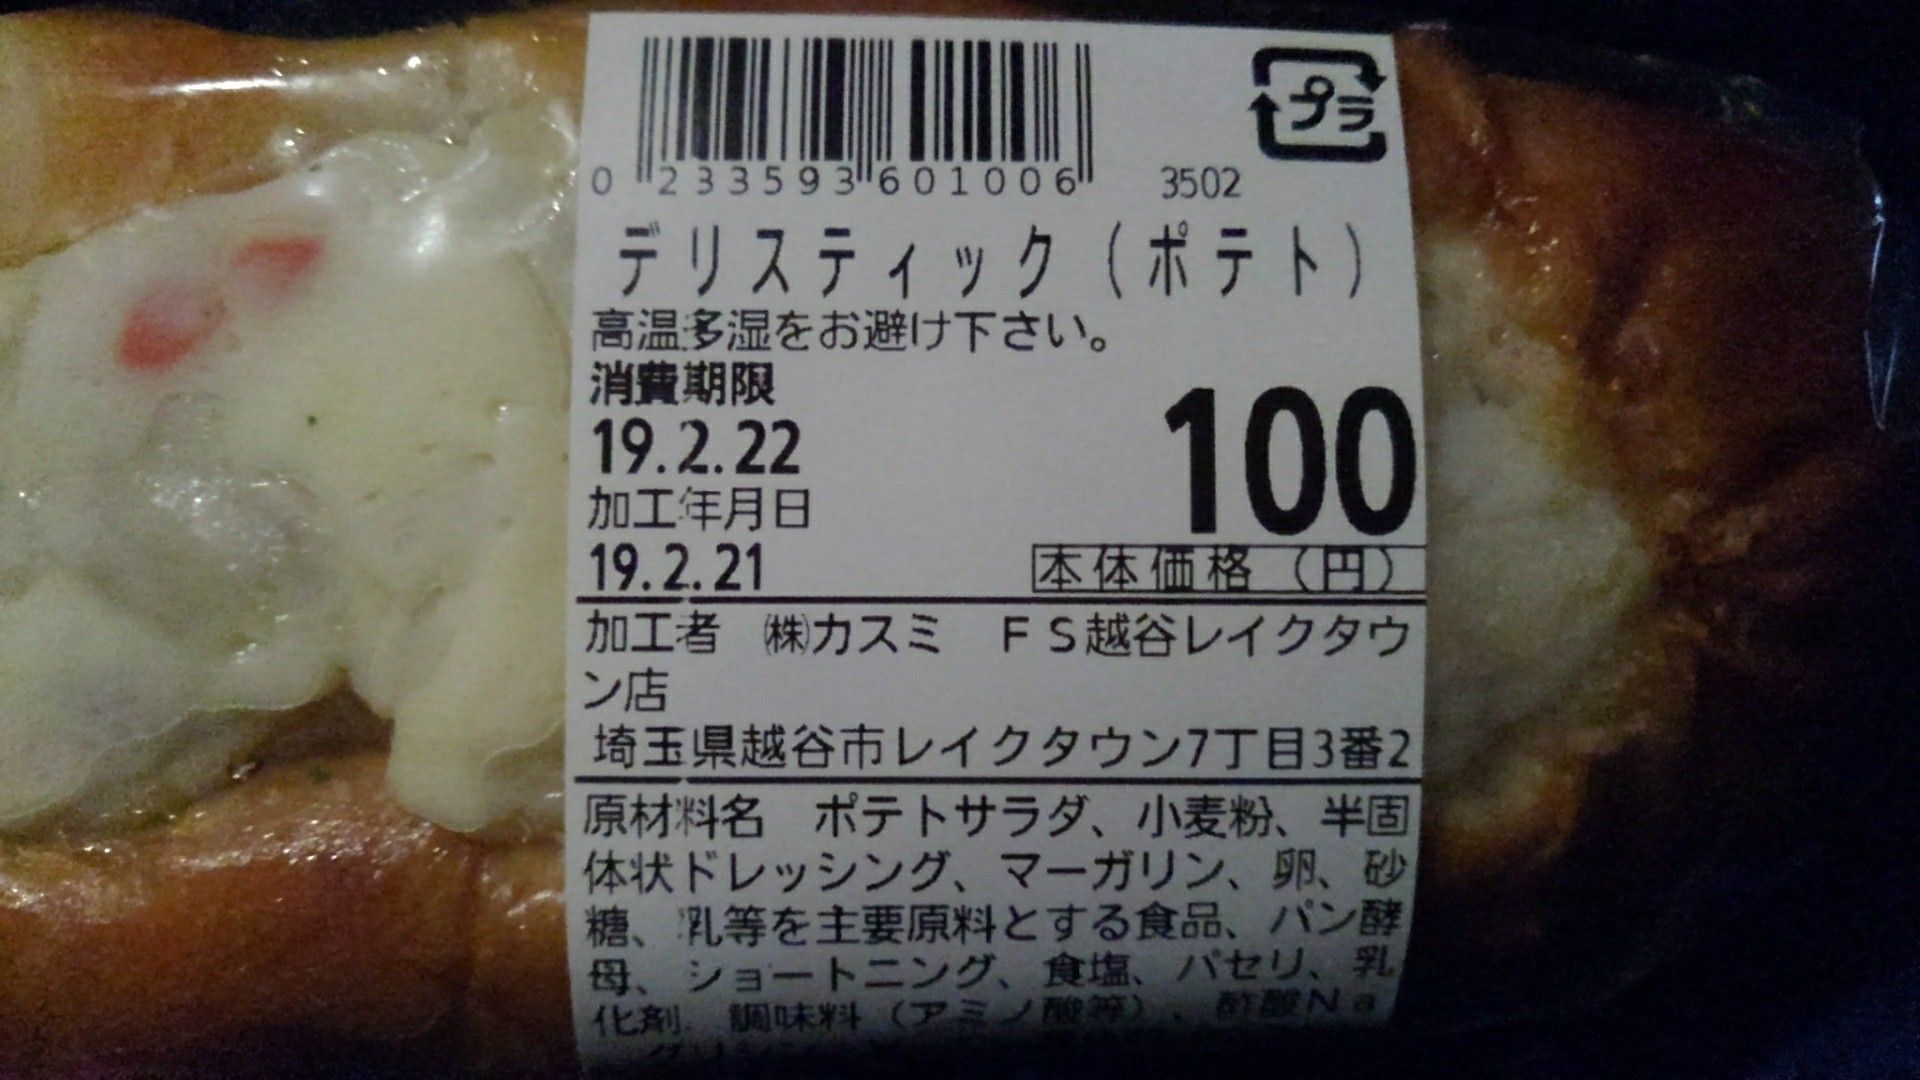 プラ
0 233593 601006 3502
デリスティック(ポテト)
高温多湿をお避け下さい。
消費期限
19.2.22
100
加工年月日
19.2.21
本体価格(円)
加工者 ㈱カスミ FS越谷レイクタウ
ン店
埼玉県越谷市レイクタウン7丁目3番2
原材料名 ポテトサラダ、小麦粉、半固
体状ドレッシング、マーガリン、卵、砂
糖、乳等を主要原料とする食品、パン酵
母、ショートニング、食塩、パセリ、乳
化剤、調味料(アミノ酸等)、酢酸Na